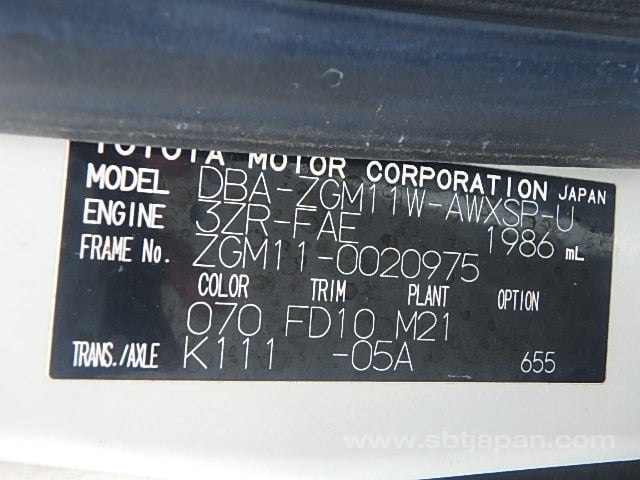 TOYOTA MOTOR CORPORATION JAPAN
MODEL DBA-ZGM11W-AWXSP-U
ENGINE 3ZR-FAE 1986 mL
FRAME No. ZGM11-0020975
COLOR TRIM PLANT OPTION
070 FD10 M21
TRANS./AXLE K111 -05A 655
www.sbtjapan.com